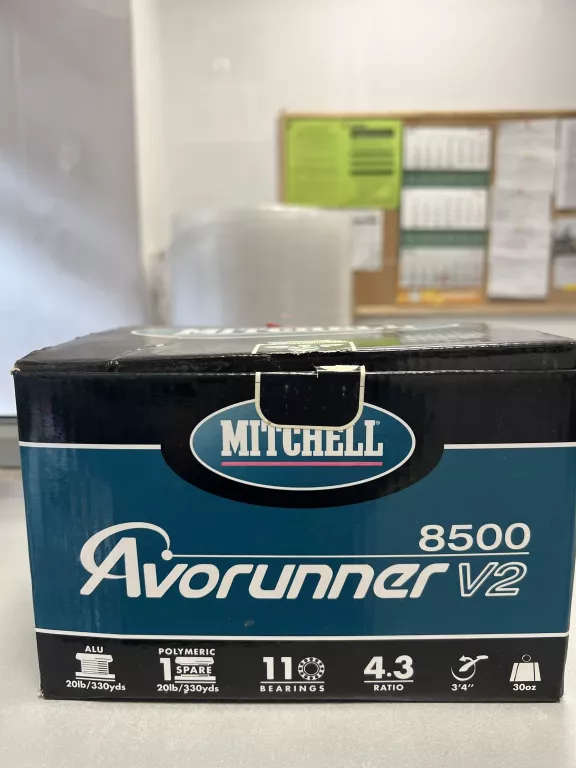 MITCHELL
8500
Avorunner V2
ALU
20lb/330yds
POLYMERIC
1 SPARE
20lb/330yds
11
BEARINGS
4.3
RATIO
3'4"
30oz